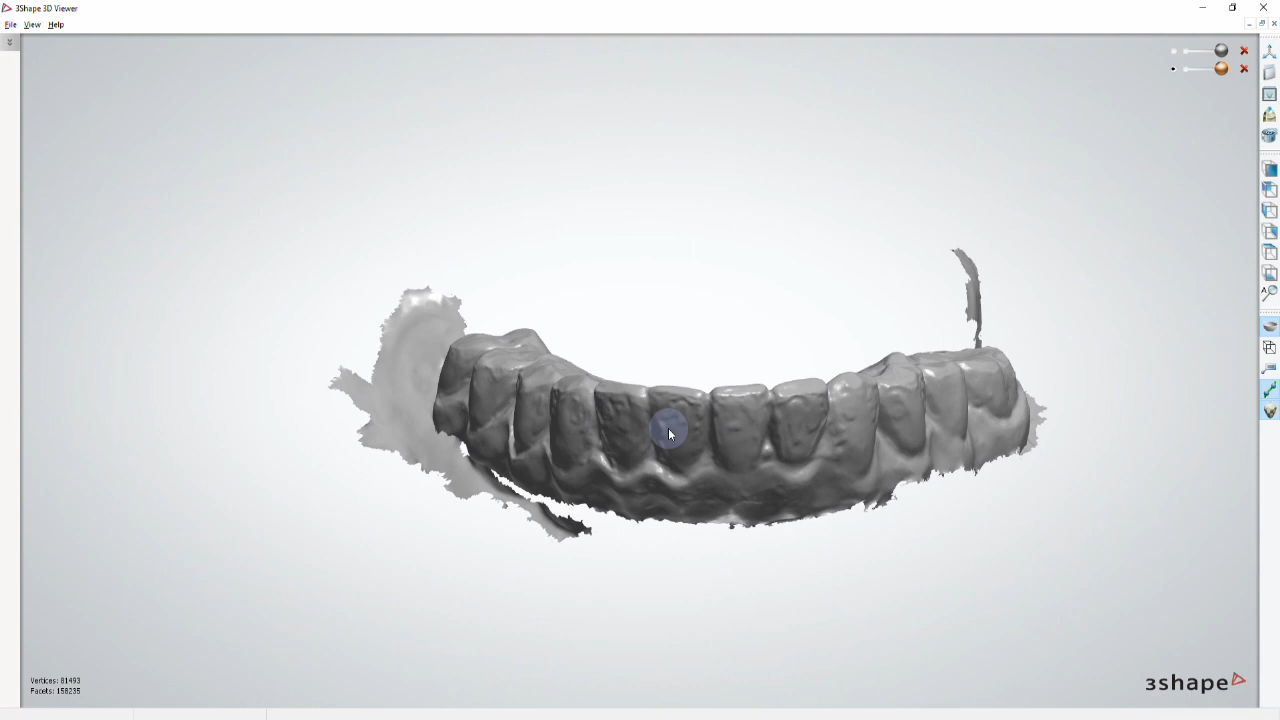 3Shape 3D Viewer
File View Help
A
Vertices: 81493
Facets: 158235
3shape